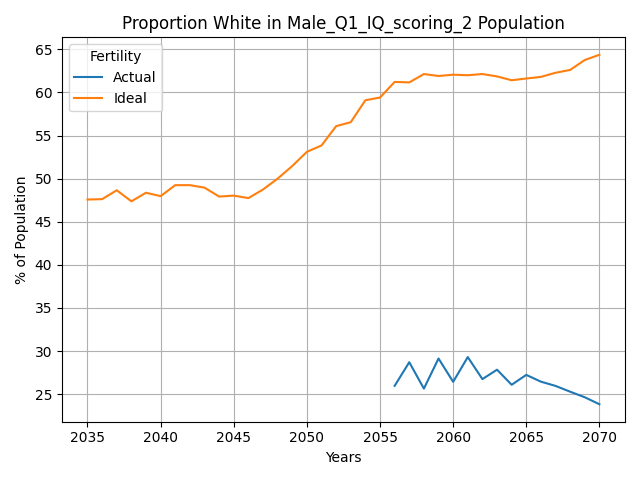 Proportion White in Male_Q1_IQ_scoring_2 Population
Fertility
Actual
Ideal
% of Population
65
60
55
50
45
40
35
30
25
2035 2040 2045 2050 2055 2060 2065 2070
Years